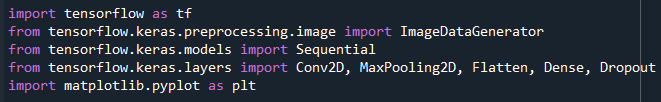 import tensorflow as tf
from tensorflow.keras.preprocessing.image import ImageDataGenerator
from tensorflow.keras.models import Sequential
from tensorflow.keras.layers import Conv2D, MaxPooling2D, Flatten, Dense, Dropout
import matplotlib.pyplot as plt